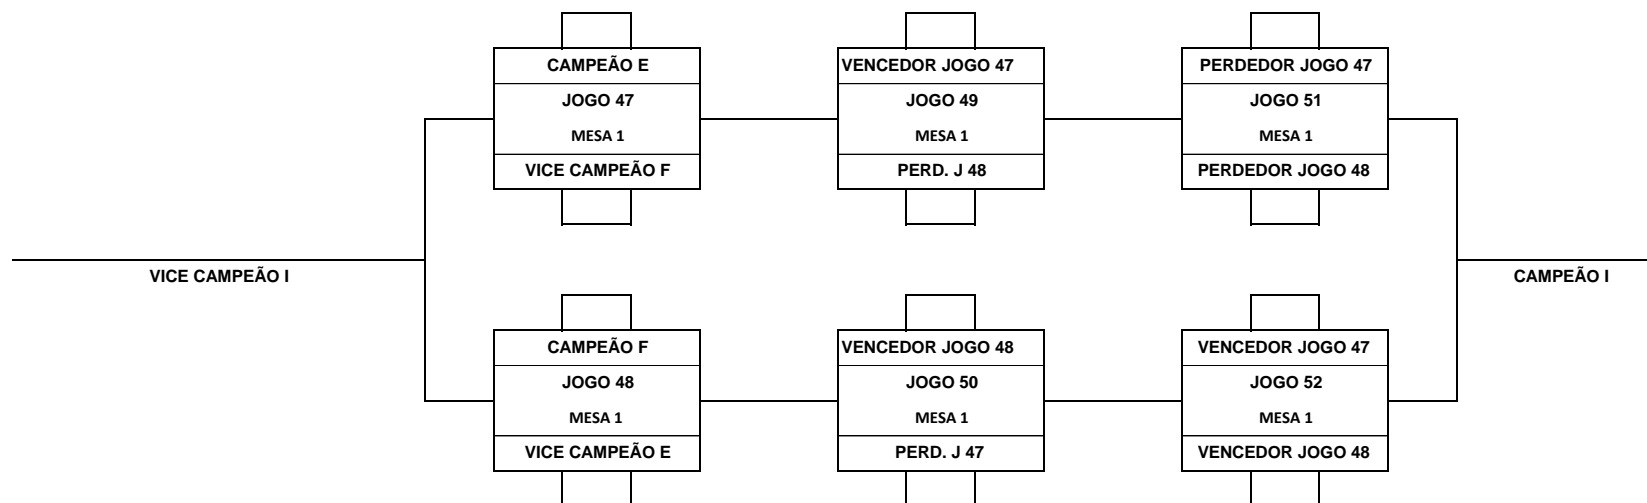 CAMPEÃO E
JOGO 47
MESA 1
VICE CAMPEÃO F
VENCEDOR JOGO 47
JOGO 49
MESA 1
PERD. J 48
PERDEDOR JOGO 47
JOGO 51
MESA 1
PERDEDOR JOGO 48
VICE CAMPEÃO I
CAMPEÃO I
CAMPEÃO F
JOGO 48
MESA 1
VICE CAMPEÃO E
VENCEDOR JOGO 48
JOGO 50
MESA 1
PERD. J 47
VENCEDOR JOGO 47
JOGO 52
MESA 1
VENCEDOR JOGO 48